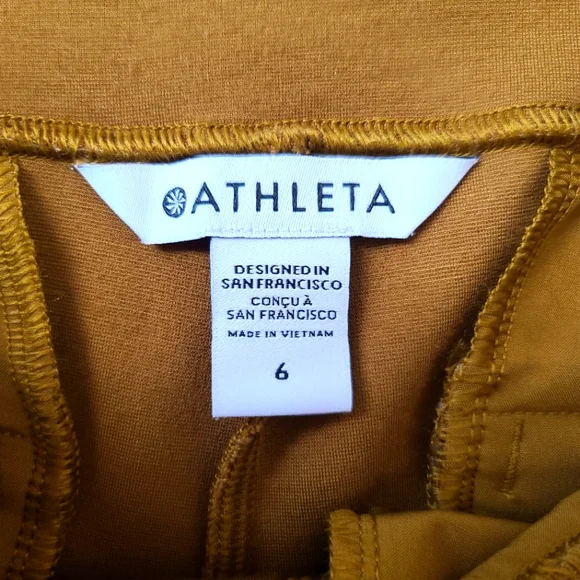 ATHLETA
DESIGNED IN
SAN FRANCISCO
CONÇU À
SAN FRANCISCO
MADE IN VIETNAM
6